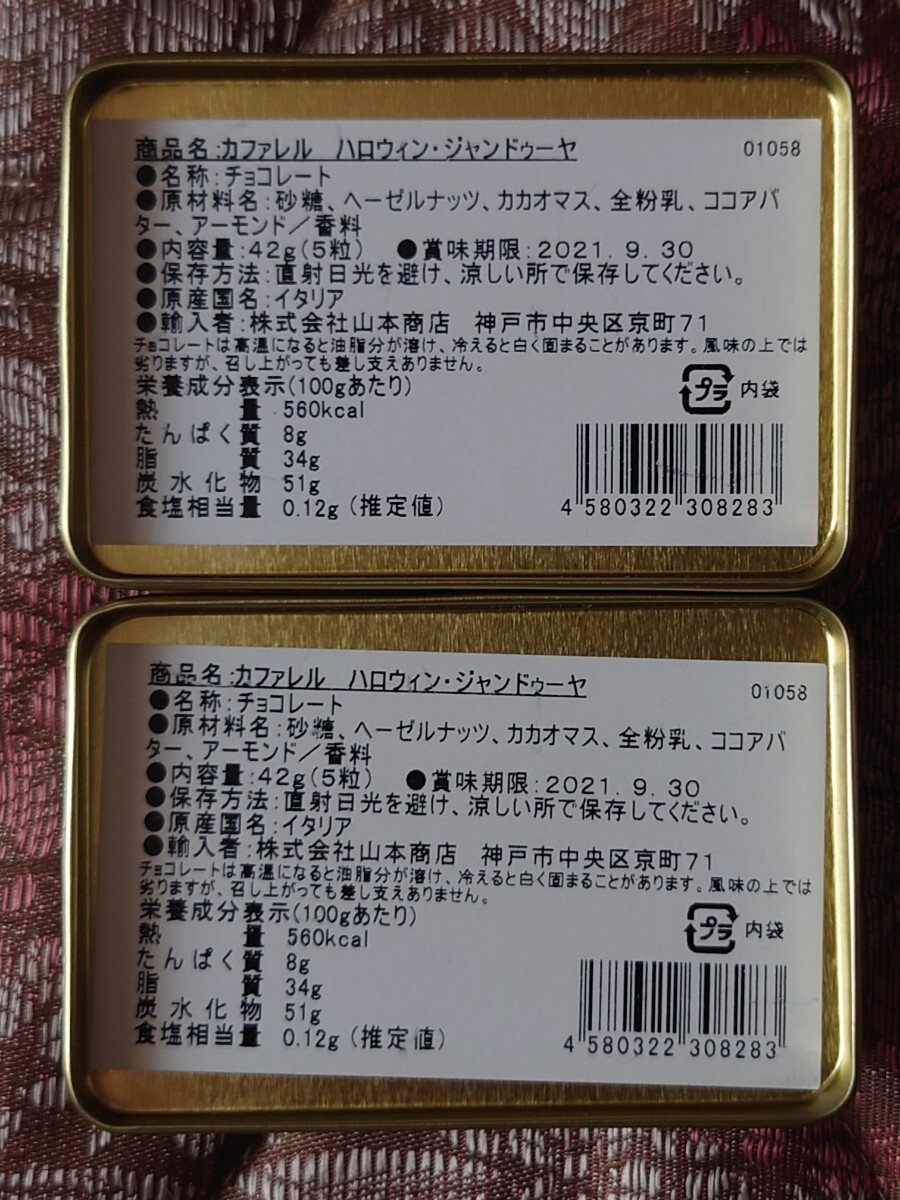 商品名:カファレル　ハロウィン・ジャンドゥーヤ 01058
●名称:チョコレート
●原材料名:砂糖、ヘーゼルナッツ、カカオマス、全粉乳、ココアバ
ター、アーモンド／香料
●内容量:42g(5粒)　●賞味期限:2021.9.30
●保存方法:直射日光を避け、涼しい所で保存してください。
●原産国名:イタリア
●輸入者:株式会社山本商店　神戸市中央区京町71
チョコレートは高温になると油脂分が溶け、冷えると白く固まることがあります。風味の上では
劣りますが、召し上がっても差し支えありません。
栄養成分表示(100gあたり)
プラ 内袋
熱量 560kcal
たんぱく質 8g
脂質 34g
炭水化物 51g
食塩相当量 0.12g(推定値)
4 580322 308283
商品名:カファレル　ハロウィン・ジャンドゥーヤ 01058
●名称:チョコレート
●原材料名:砂糖、ヘーゼルナッツ、カカオマス、全粉乳、ココアバ
ター、アーモンド／香料
●内容量:42g(5粒)　●賞味期限:2021.9.30
●保存方法:直射日光を避け、涼しい所で保存してください。
●原産国名:イタリア
●輸入者:株式会社山本商店　神戸市中央区京町71
チョコレートは高温になると油脂分が溶け、冷えると白く固まることがあります。風味の上では
劣りますが、召し上がっても差し支えありません。
栄養成分表示(100gあたり)
プラ 内袋
熱量 560kcal
たんぱく質 8g
脂質 34g
炭水化物 51g
食塩相当量 0.12g(推定値)
4 580322 308283